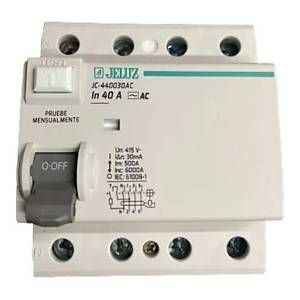 TEST
JELUZ
JC-440030AC
In 40 A AC
PRUEBE
MENSUALMENTE
O-OFF
Un: 415 V~
IΔn: 30mA
Im: 500A
Inc: 6000A
IEC: 61008-1